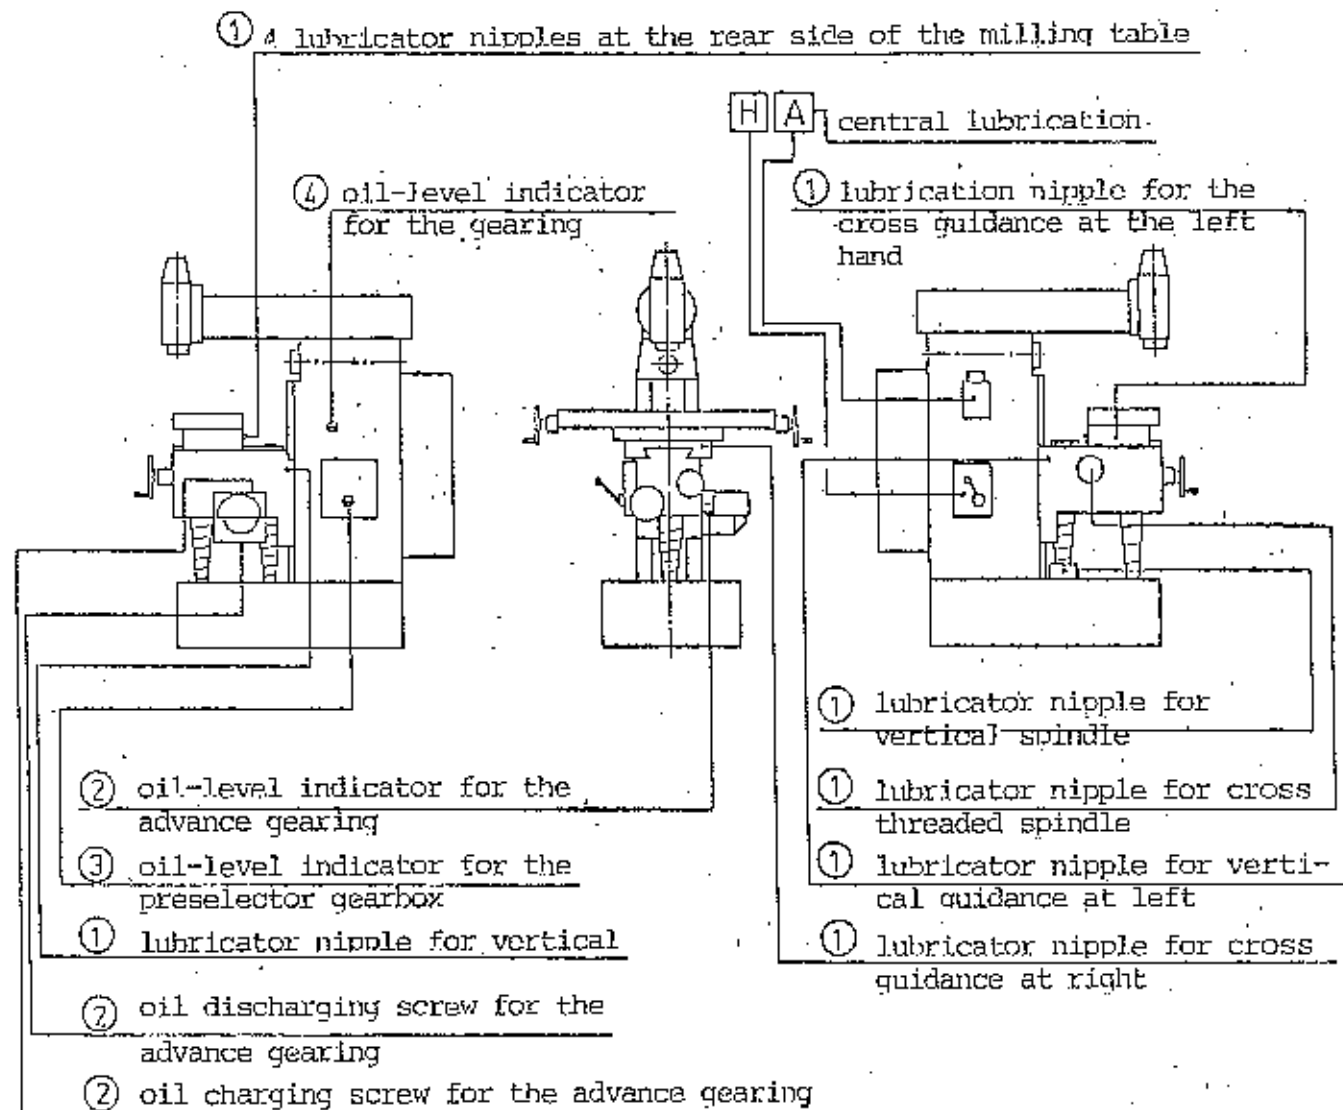 ① 4 lubricator nipples at the rear side of the milling table
H A central lubrication
④ oil-level indicator
for the gearing
① lubrication nipple for the
cross guidance at the left
hand
① lubricator nipple for
vertical spindle
② oil-level indicator for the
advance gearing
① lubricator nipple for cross
threaded spindle
③ oil-level indicator for the
preselector gearbox
① lubricator nipple for verti-
cal guidance at left
① lubricator nipple for vertical
① lubricator nipple for cross
guidance at right
② oil discharging screw for the
advance gearing
② oil charging screw for the advance gearing